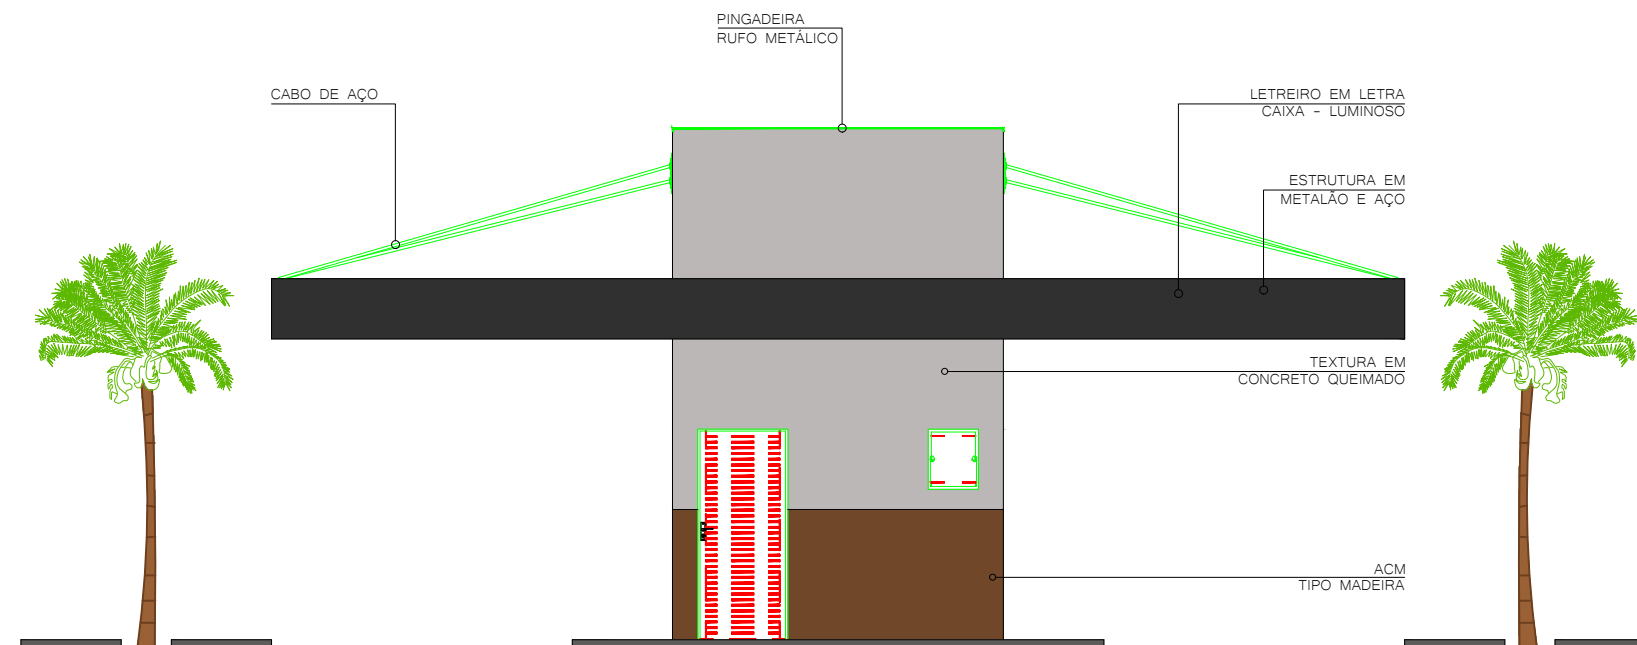 PINGADEIRA
RUFO METÁLICO
CABO DE AÇO
LETREIRO EM LETRA
CAIXA - LUMINOSO
ESTRUTURA EM
METALÃO E AÇO
TEXTURA EM
CONCRETO QUEIMADO
ACM
TIPO MADEIRA